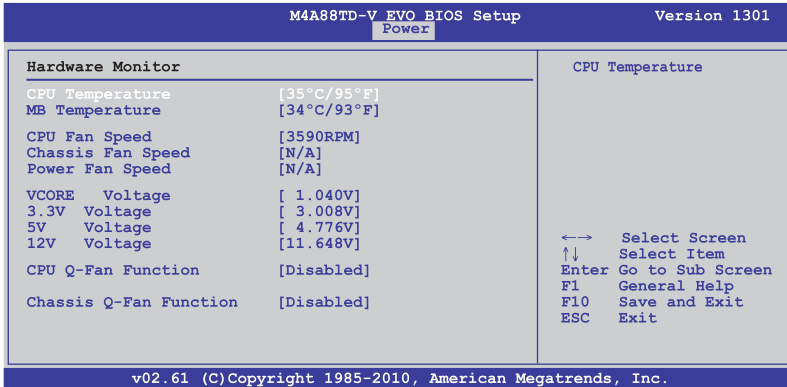 M4A88TD-V EVO BIOS Setup Version 1301
Power
Hardware Monitor
CPU Temperature [35°C/95°F]
MB Temperature [34°C/93°F]
CPU Fan Speed [3590RPM]
Chassis Fan Speed [N/A]
Power Fan Speed [N/A]
VCORE Voltage [ 1.040V]
3.3V Voltage [ 3.008V]
5V Voltage [ 4.776V]
12V Voltage [11.648V]
CPU Q-Fan Function [Disabled]
Chassis Q-Fan Function [Disabled]
CPU Temperature
←→ Select Screen
↑↓ Select Item
Enter Go to Sub Screen
F1 General Help
F10 Save and Exit
ESC Exit
v02.61 (C)Copyright 1985-2010, American Megatrends, Inc.